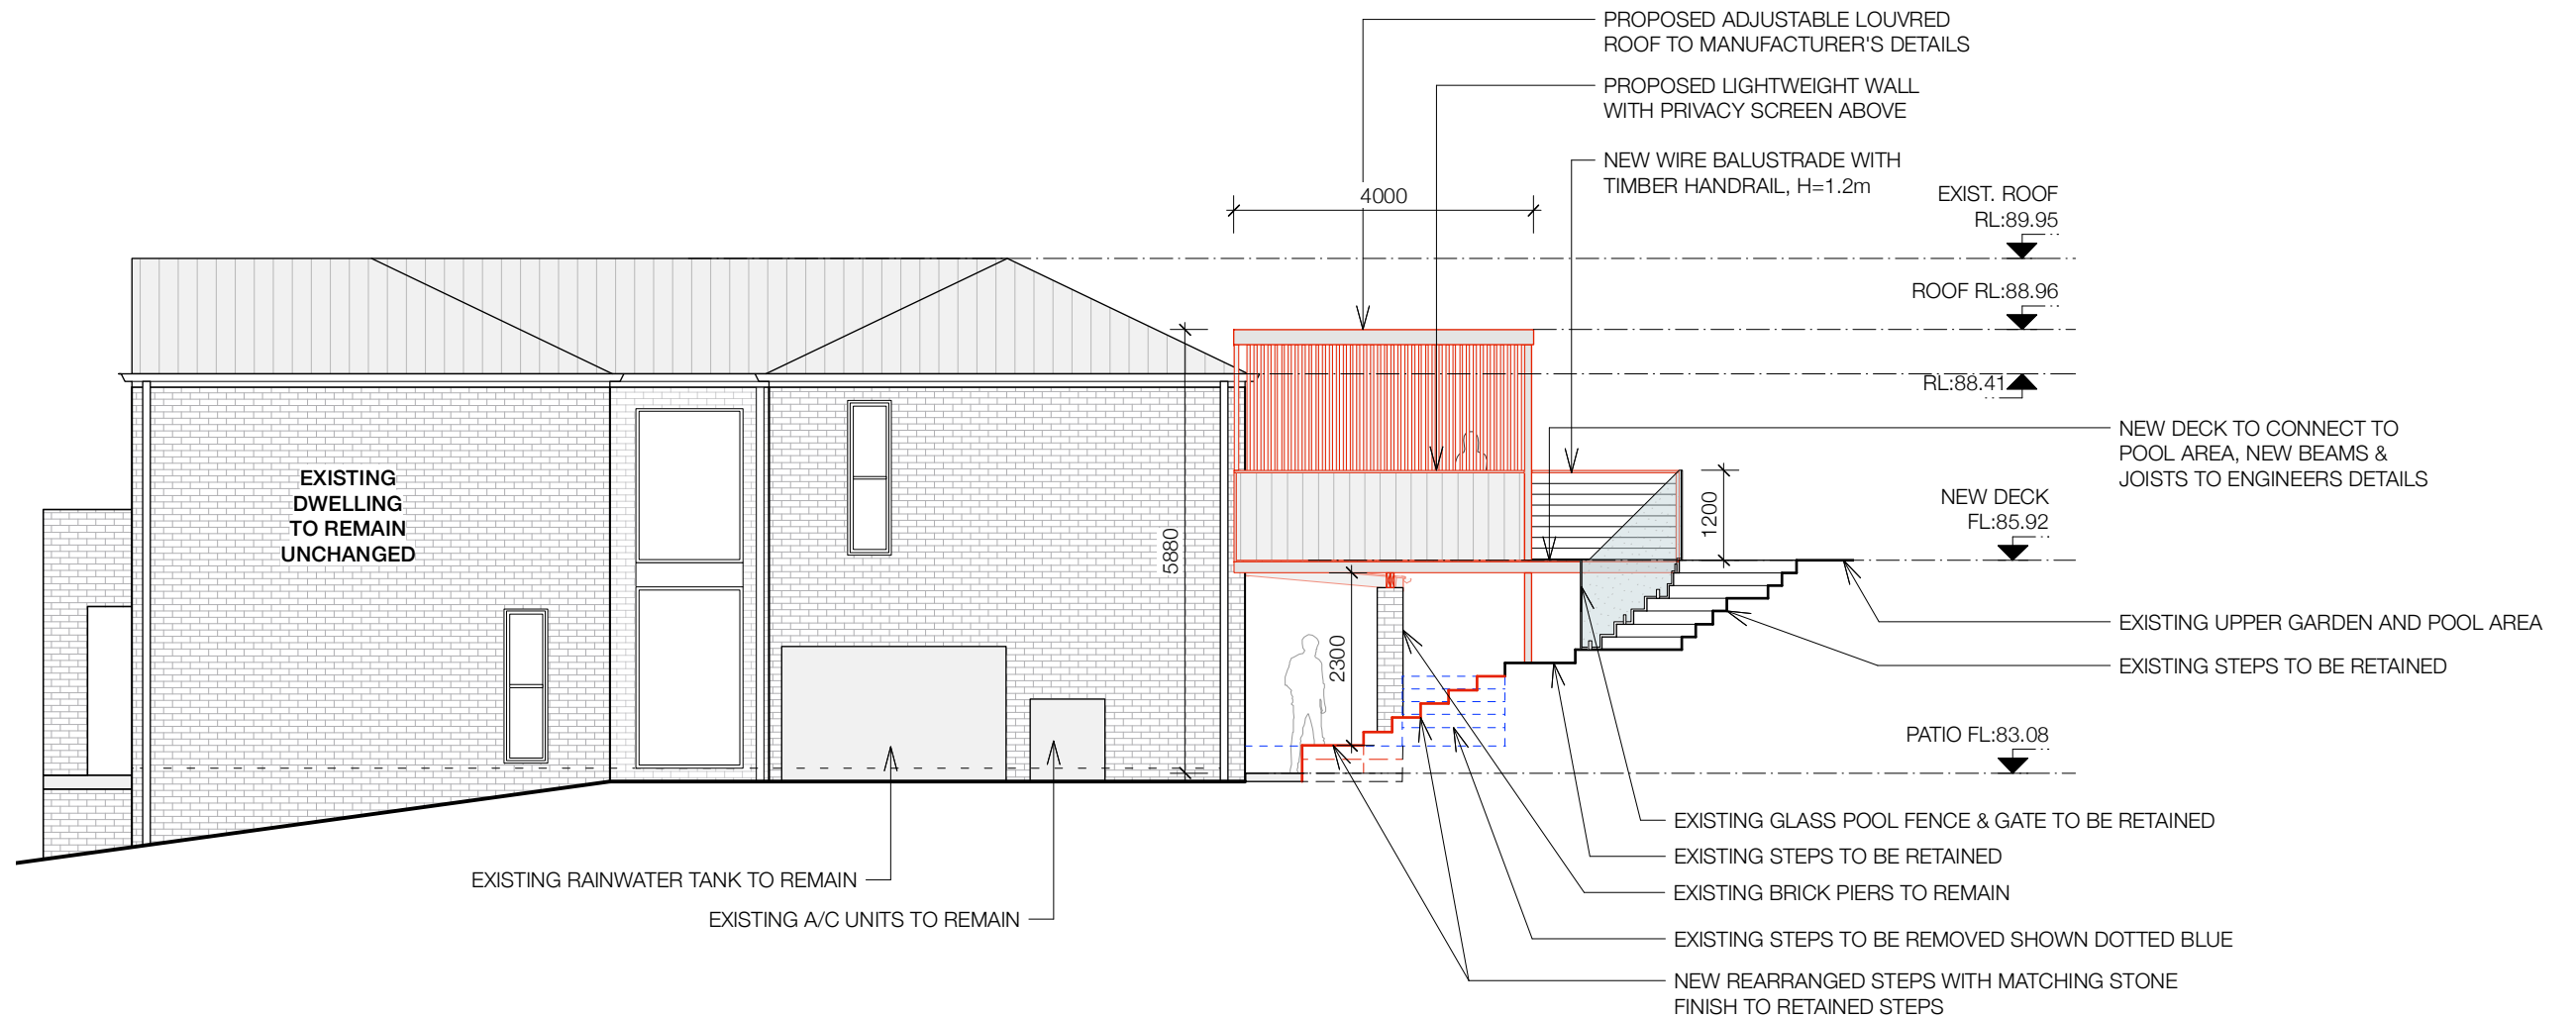 PROPOSED ADJUSTABLE LOUVRED
ROOF TO MANUFACTURER'S DETAILS
PROPOSED LIGHTWEIGHT WALL
WITH PRIVACY SCREEN ABOVE
NEW WIRE BALUSTRADE WITH
TIMBER HANDRAIL, H=1.2m
4000
EXIST. ROOF
RL:89.95
ROOF RL:88.96
RL:88.41
NEW DECK TO CONNECT TO
POOL AREA, NEW BEAMS &
JOISTS TO ENGINEERS DETAILS
EXISTING
DWELLING
TO REMAIN
UNCHANGED
NEW DECK
FL:85.92
1200
5880
2300
EXISTING UPPER GARDEN AND POOL AREA
EXISTING STEPS TO BE RETAINED
PATIO FL:83.08
EXISTING GLASS POOL FENCE & GATE TO BE RETAINED
EXISTING STEPS TO BE RETAINED
EXISTING RAINWATER TANK TO REMAIN
EXISTING BRICK PIERS TO REMAIN
EXISTING A/C UNITS TO REMAIN
EXISTING STEPS TO BE REMOVED SHOWN DOTTED BLUE
NEW REARRANGED STEPS WITH MATCHING STONE
FINISH TO RETAINED STEPS